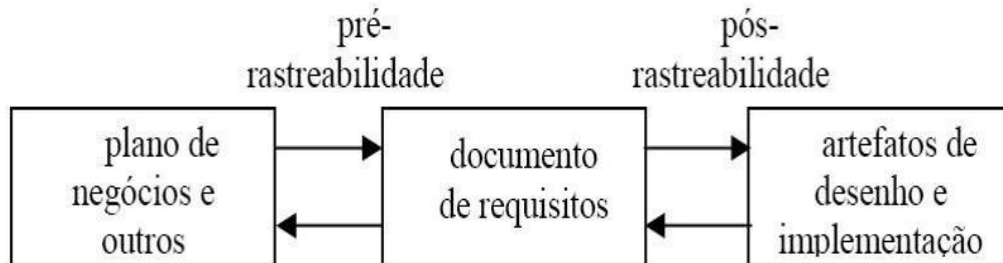 pré-
rastreabilidade
pós-
rastreabilidade
plano de
negócios e
outros
documento
de requisitos
artefatos de
desenho e
implementação